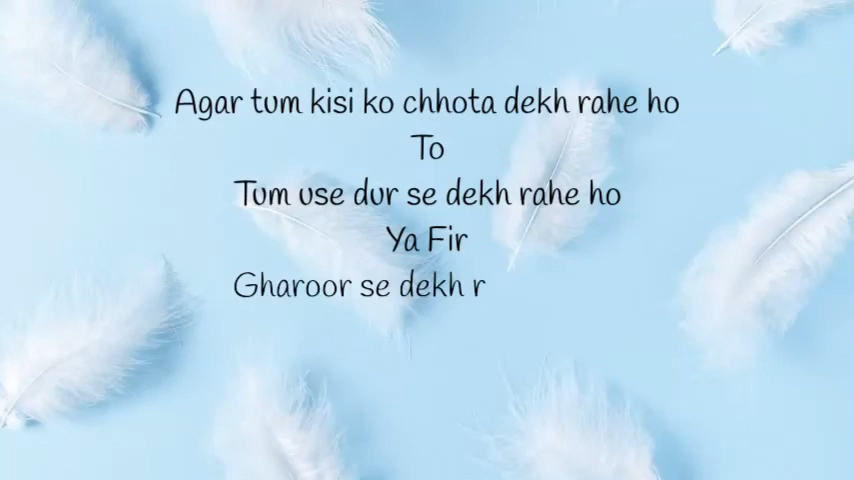 Agar tum kisi ko chhota dekh rahe ho
To
Tum use dur se dekh rahe ho
Ya Fir
Gharoor se dekh r